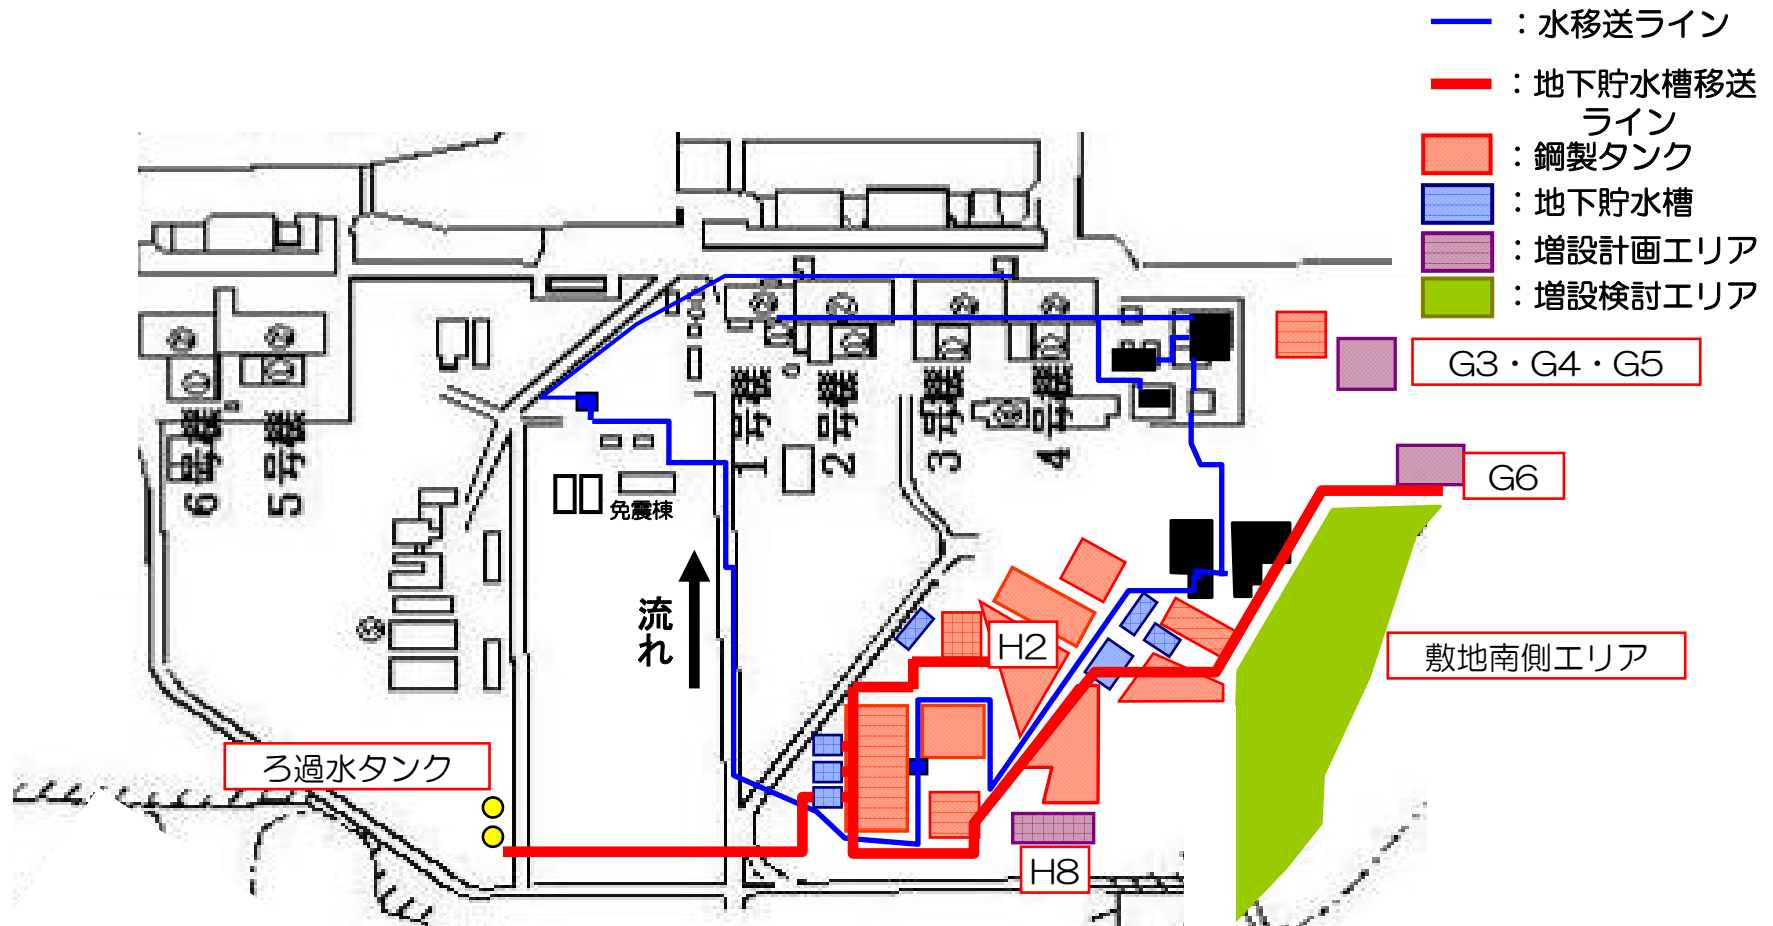 ：水移送ライン
：地下貯水槽移送
ライン
：鋼製タンク
：地下貯水槽
：増設計画エリア
：増設検討エリア
G3・G4・G5
G6
6号機
5号機
1号機
2号機
3号機
4号機
免震棟
流れ
H2
敷地南側エリア
ろ過水タンク
H8